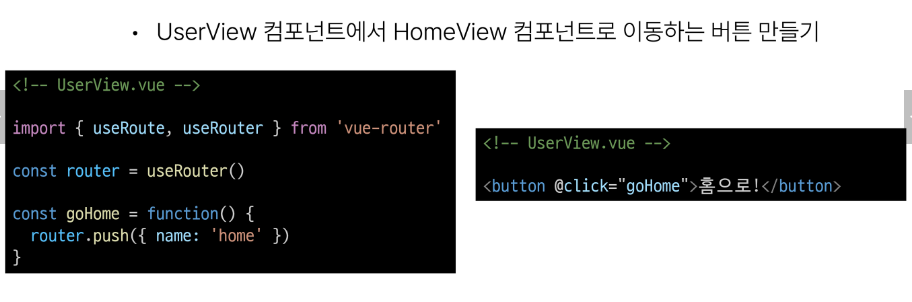 • UserView 컴포넌트에서 HomeView 컴포넌트로 이동하는 버튼 만들기
<!-- UserView.vue -->
import { useRoute, useRouter } from 'vue-router'
const router = useRouter()
const goHome = function() {
  router.push({ name: 'home' })
}
<!-- UserView.vue -->
<button @click="goHome">홈으로!</button>